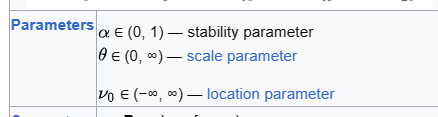 Parameters
α ∈ (0, 1) — stability parameter
θ ∈ (0, ∞) — scale parameter
ν₀ ∈ (−∞, ∞) — location parameter